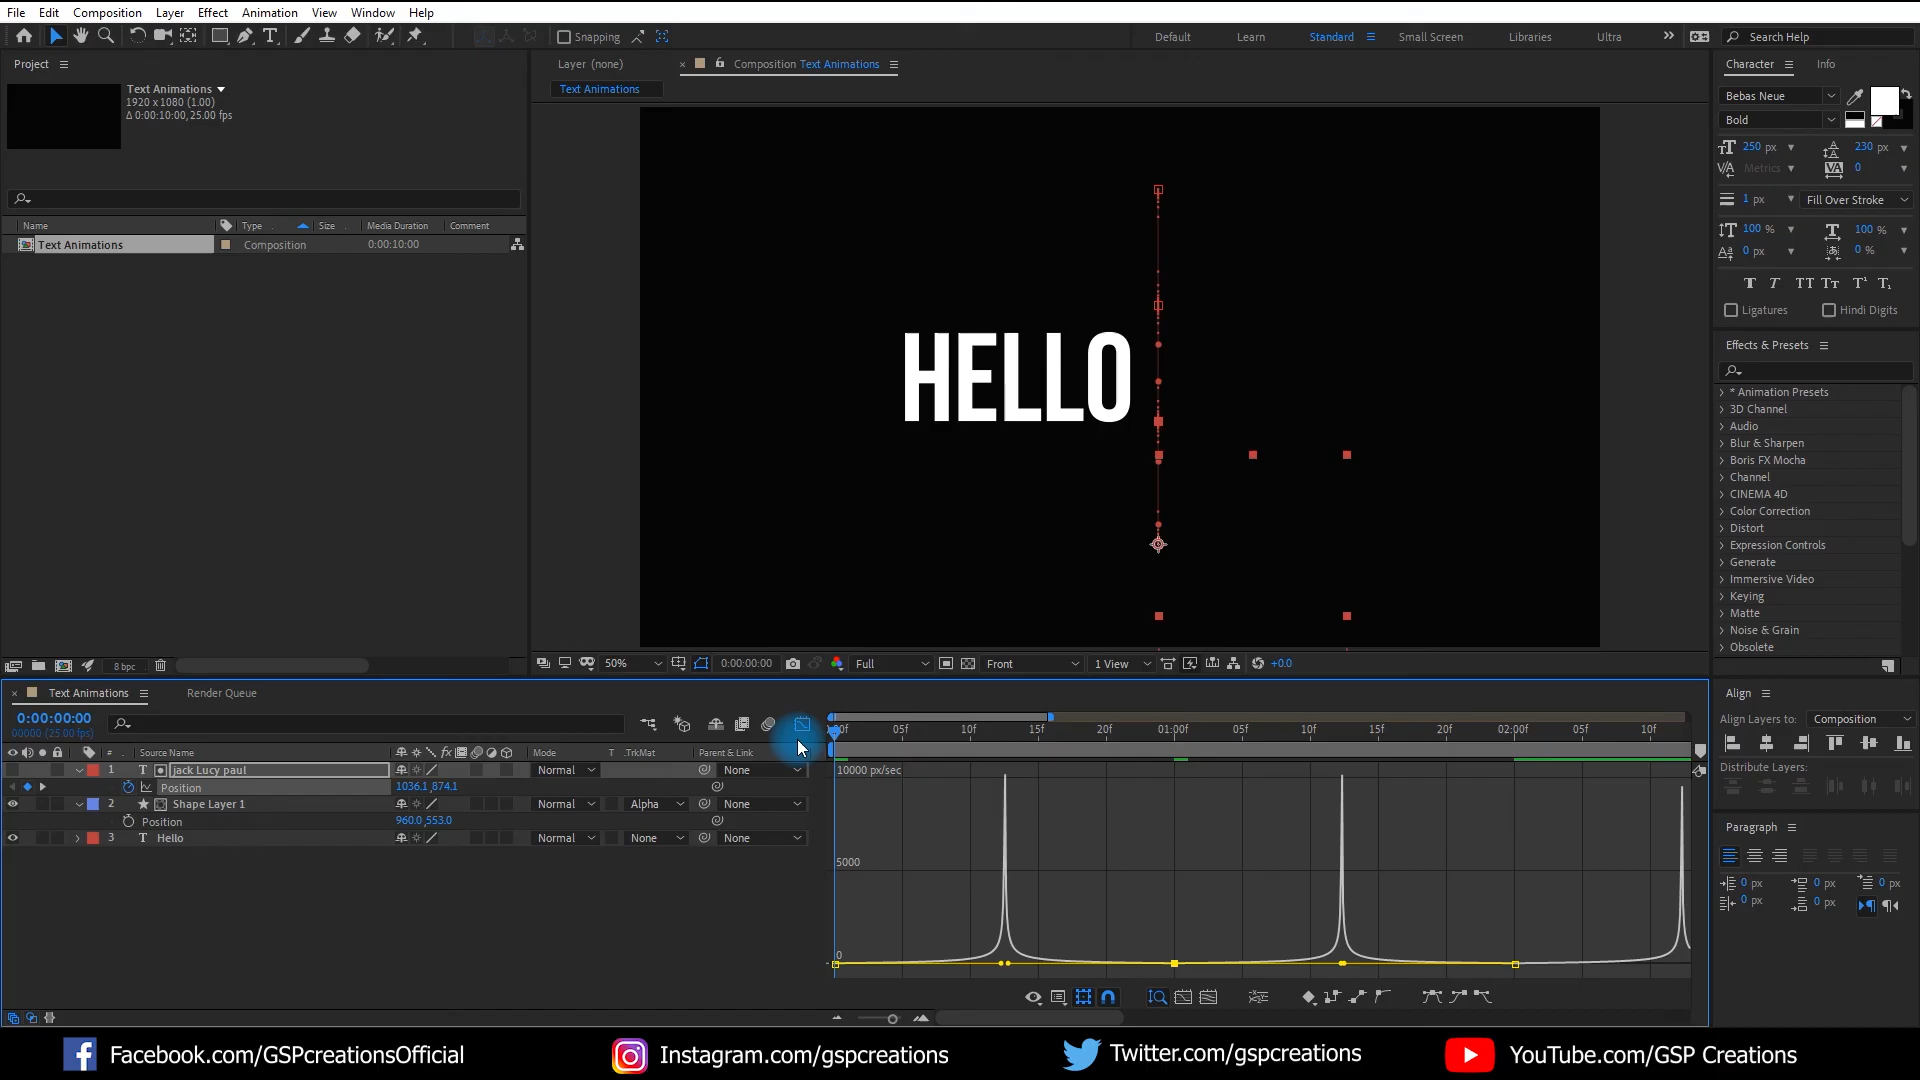 File Edit Composition Layer Effect Animation View Window Help
Snapping Default Learn Standard Small Screen Libraries Ultra Search Help
Project
Text Animations
1920 x 1080 (1.00)
Δ 0:00:10:00, 25.00 fps
Name Type Size Media Duration Comment
Text Animations Composition 0:00:10:00
8 bpc
Layer (none) Composition Text Animations
Text Animations
HELLO
50% 0:00:00:00 Full Front 1 View +0.0
Character Info
Bebas Neue
Bold
250 px 230 px
Metrics 0
1 px Fill Over Stroke
100 % 100 %
0 px 0 %
Ligatures Hindi Digits
Effects & Presets
* Animation Presets
3D Channel
Audio
Blur & Sharpen
Boris FX Mocha
Channel
CINEMA 4D
Color Correction
Distort
Expression Controls
Generate
Immersive Video
Keying
Matte
Noise & Grain
Obsolete
Align
Align Layers to: Composition
Distribute Layers:
Paragraph
0 px 0 px 0 px
0 px 0 px
Text Animations Render Queue
0:00:00:00
00000 (25.00 fps)
# Source Name Mode T .TrkMat Parent & Link
1 jack Lucy paul Normal None
Position 1036.1,874.1
2 Shape Layer 1 Normal Alpha None
Position 960.0,553.0
3 Hello Normal None None
05f 10f 15f 20f 01:00f 05f 10f 15f 20f 02:00f 05f 10f
10000 px/sec
5000
0
Facebook.com/GSPcreationsOfficial Instagram.com/gspcreations Twitter.com/gspcreations YouTube.com/GSP Creations